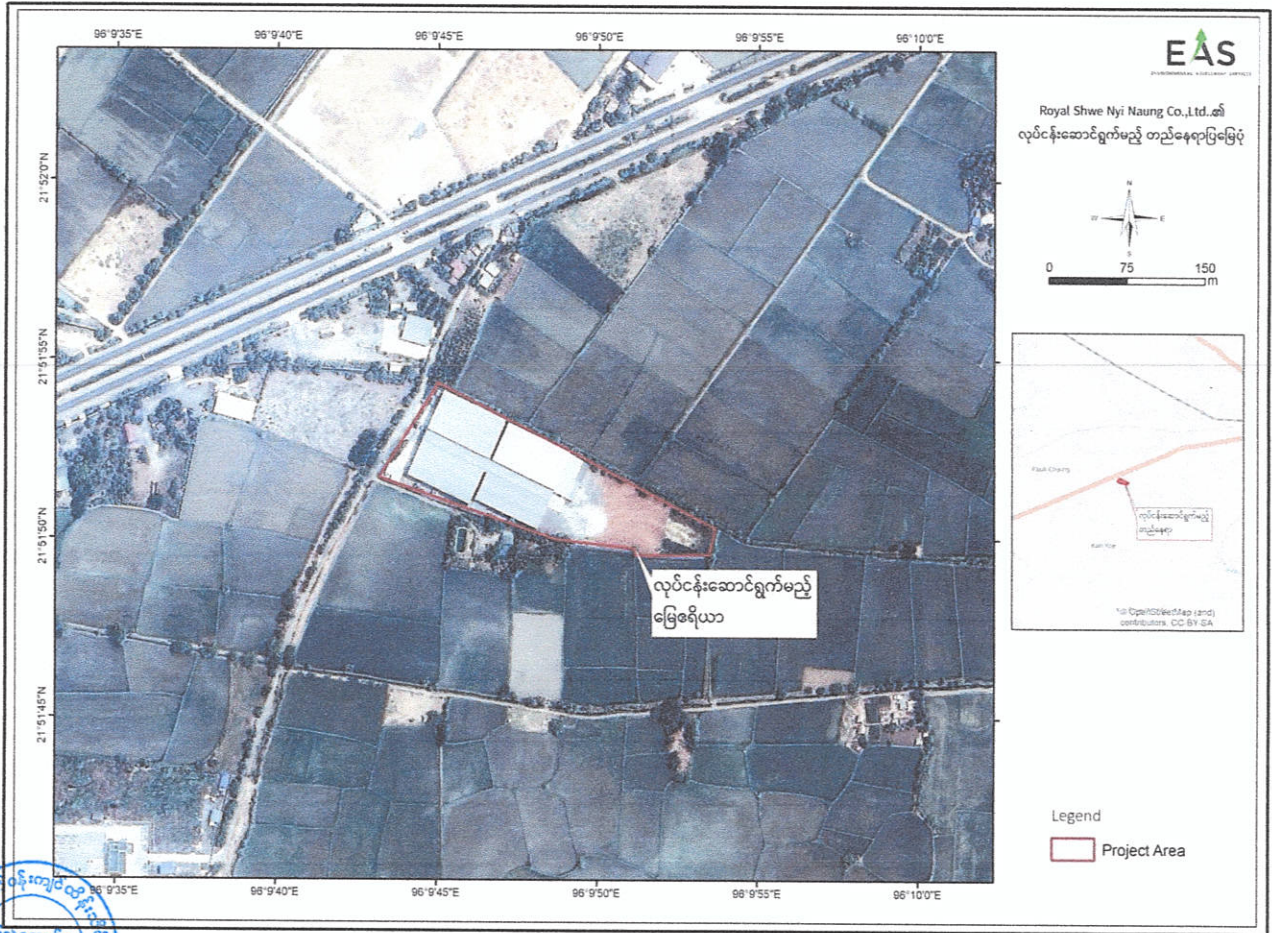 96°9'35"E
96°9'40"E
96°9'45"E
96°9'50"E
96°9'55"E
96°10'0"E
21°52'0"N
21°51'55"N
21°51'50"N
21°51'45"N
လုပ်ငန်းဆောင်ရွက်မည့်
မြေဧရိယာ
96°9'35"E
96°9'40"E
96°9'45"E
96°9'50"E
96°9'55"E
96°10'0"E
EAS
Royal Shwe Nyi Naung Co.,Ltd.၏
လုပ်ငန်းဆောင်ရွက်မည့် တည်နေရာပြမြေပုံ
N
W
E
S
0 75 150
m
လုပ်ငန်းဆောင်ရွက်မည့်
တည်နေရာ
OpenStreetMap (and)
contributors, CC-BY-SA
Legend
Project Area